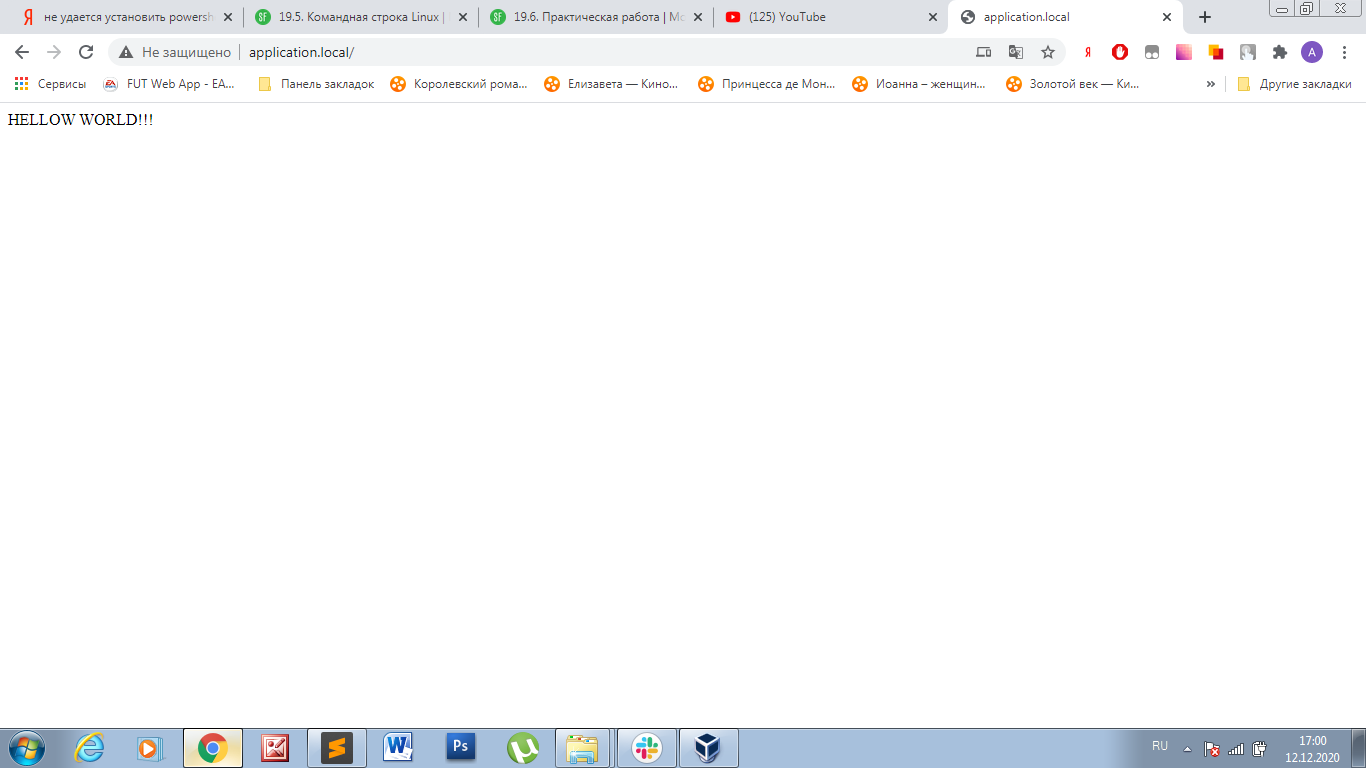 не удается установить powersh
19.5. Командная строка Linux |
19.6. Практическая работа | Мо
(125) YouTube
application.local
Не защищено
application.local/
Сервисы
FUT Web App - EA...
Панель закладок
Королевский рома...
Елизавета — Кино...
Принцесса де Мон...
Иоанна – женщин...
Золотой век — Ки...
»
Другие закладки
HELLOW WORLD!!!
RU
17:00
12.12.2020